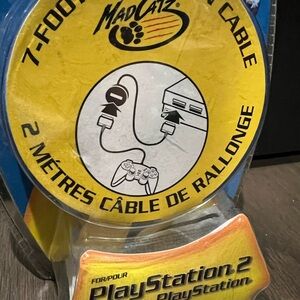 MADCATZ
7-FOOT
CABLE
2 MÈTRES CÂBLE DE RALLONGE
FOR/POUR
PlayStation 2
PlayStation